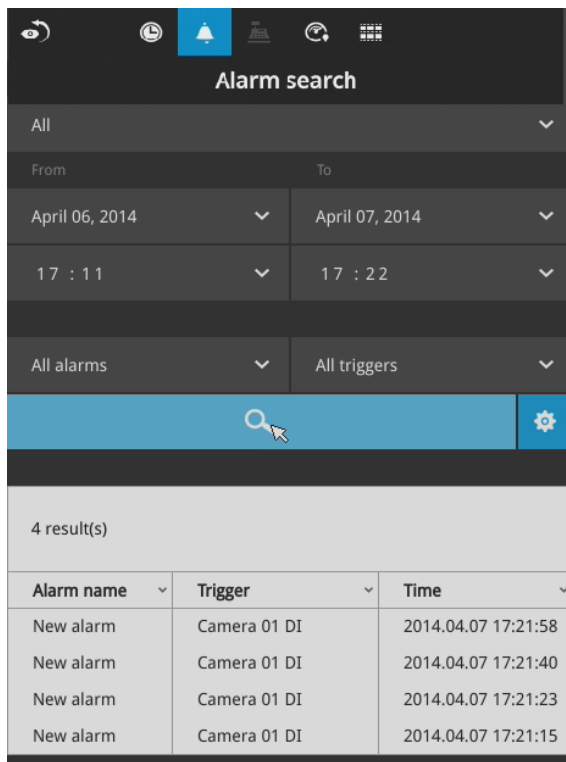 Alarm search
All
From To
April 06, 2014 April 07, 2014
17 : 11 17 : 22
All alarms All triggers
4 result(s)
Alarm name Trigger Time
New alarm Camera 01 DI 2014.04.07 17:21:58
New alarm Camera 01 DI 2014.04.07 17:21:40
New alarm Camera 01 DI 2014.04.07 17:21:23
New alarm Camera 01 DI 2014.04.07 17:21:15